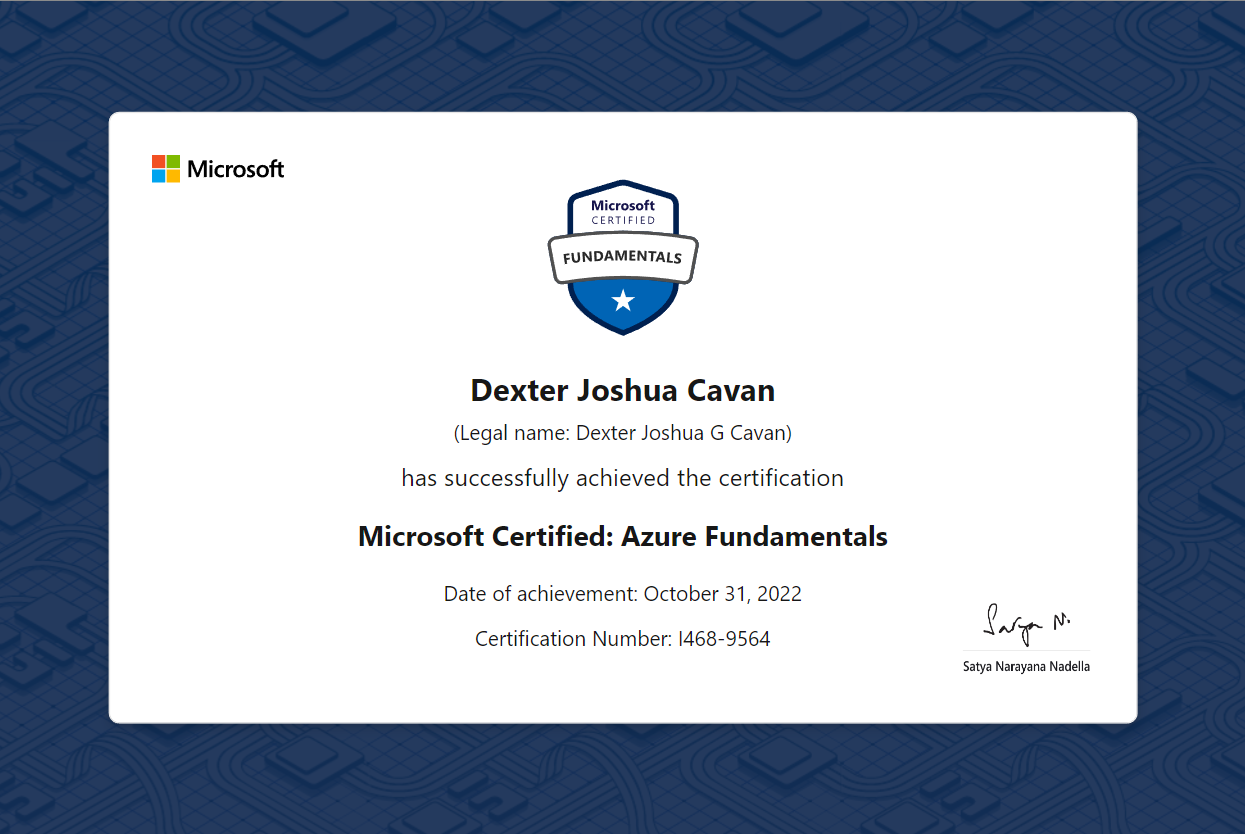 Microsoft
Microsoft
CERTIFIED
FUNDAMENTALS
Dexter Joshua Cavan
(Legal name: Dexter Joshua G Cavan)
has successfully achieved the certification
Microsoft Certified: Azure Fundamentals
Date of achievement: October 31, 2022
Certification Number: I468-9564
Satya N.
Satya Narayana Nadella